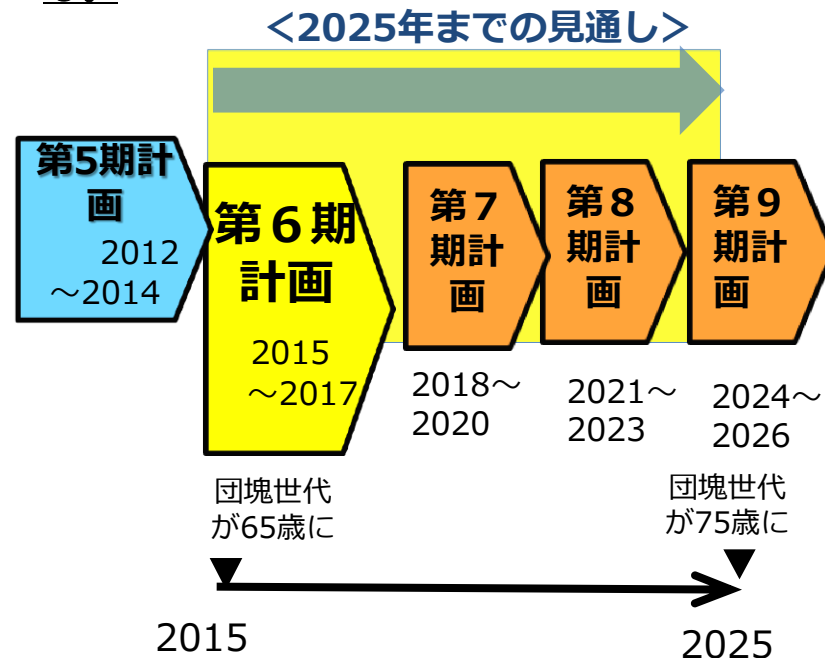 ＜2025年までの見通し＞
第5期計
画
2012
～2014
第６期
計画
2015
～2017
第７
期計
画
2018～
2020
第８
期計
画
2021～
2023
第９
期計
画
2024～
2026
団塊世代
が65歳に
団塊世代
が75歳に
2015
2025